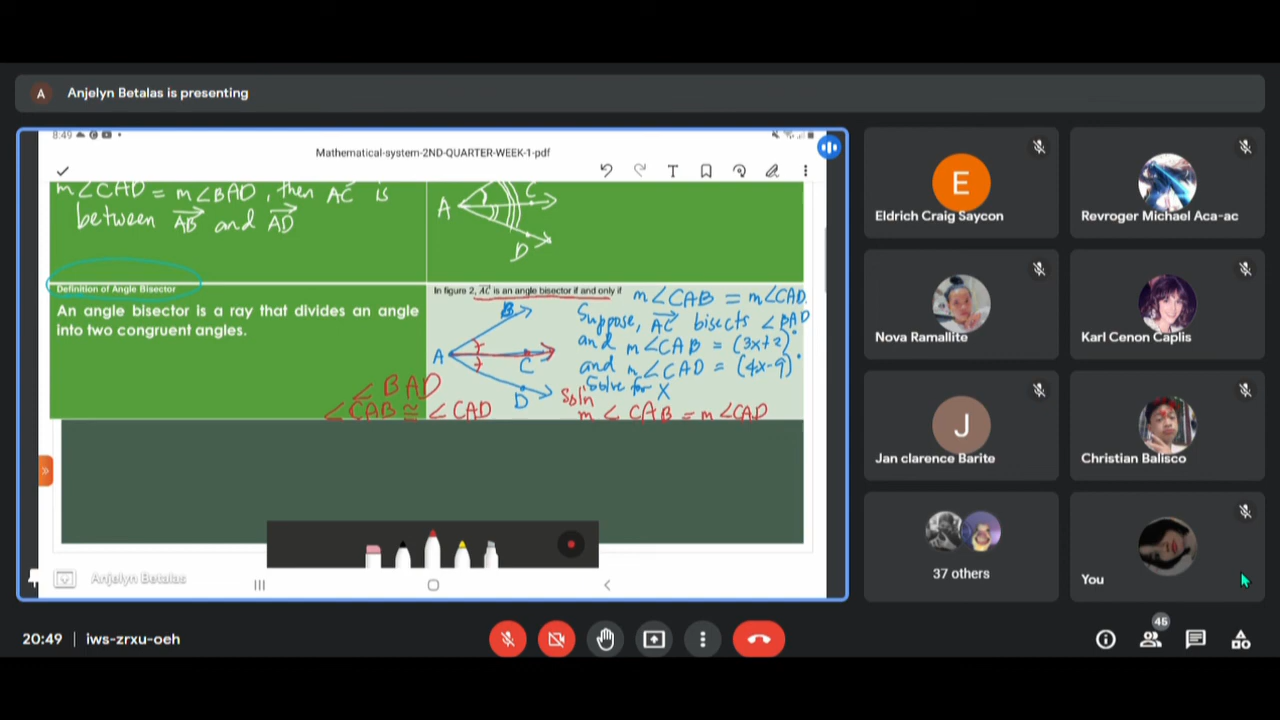 A Anjelyn Betalas is presenting
8:49
Mathematical-system-2ND-QUARTER-WEEK-1-pdf
T
m∠CAD = m∠BAD, then AC is
between AB and AD
A
C
D
Definition of Angle Bisector
An angle bisector is a ray that divides an angle
into two congruent angles.
In figure 2, AC is an angle bisector if and only if m∠CAB = m∠CAD.
Suppose, AC bisects ∠BAD
and m∠CAB = (3x+2)°
and m∠CAD = (4x-9)°
Solve for X
Sol'n
m∠CAB = m∠CAD
B
A
C
D
∠BAD
∠CAB ≅ ∠CAD
Anjelyn Betalas
E
Eldrich Craig Saycon
Revroger Michael Aca-ac
Nova Ramallite
Karl Cenon Caplis
J
Jan clarence Barite
Christian Balisco
37 others
You
20:49 | iws-zrxu-oeh
45